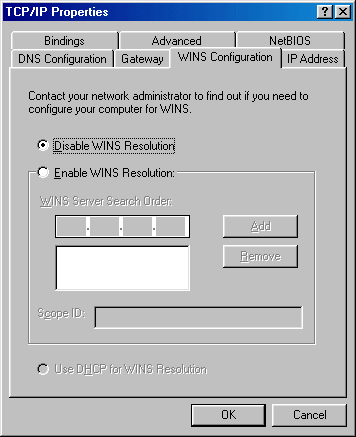 TCP/IP Properties
Bindings Advanced NetBIOS
DNS Configuration Gateway WINS Configuration IP Address
Contact your network administrator to find out if you need to
configure your computer for WINS.
Disable WINS Resolution
Enable WINS Resolution:
WINS Server Search Order:
Add
Remove
Scope ID:
Use DHCP for WINS Resolution
OK Cancel